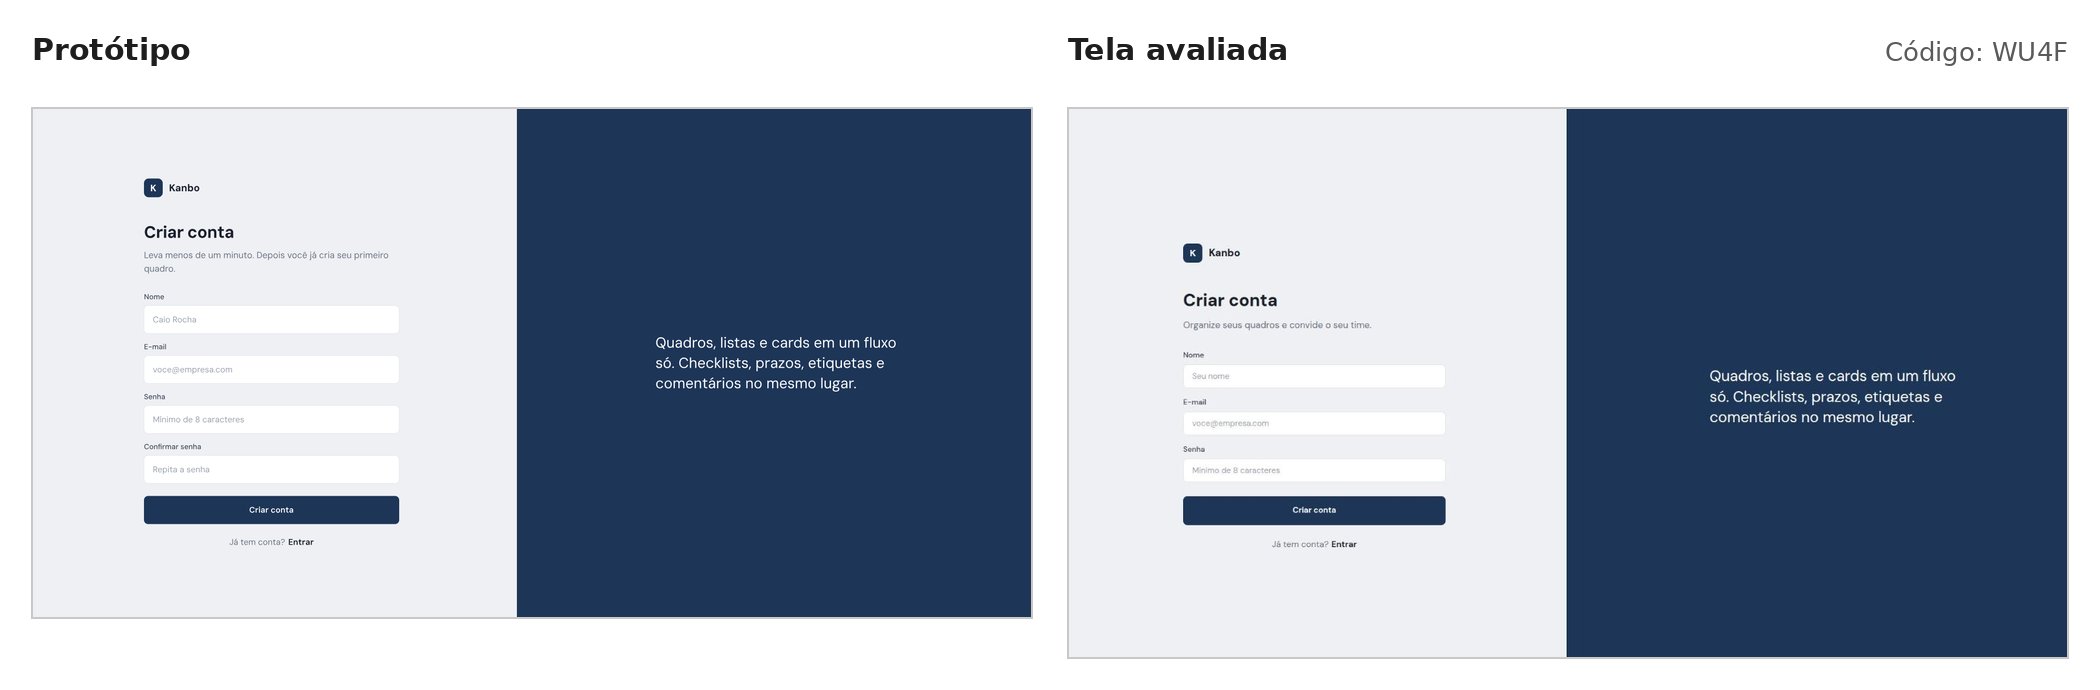 Protótipo
K Kanbo
Criar conta
Leva menos de um minuto. Depois você já cria seu primeiro
quadro.
Nome
Caio Rocha
E-mail
voce@empresa.com
Senha
Mínimo de 8 caracteres
Confirmar senha
Repita a senha
Criar conta
Já tem conta? Entrar
Quadros, listas e cards em um fluxo
só. Checklists, prazos, etiquetas e
comentários no mesmo lugar.
Tela avaliada
Código: WU4F
K Kanbo
Criar conta
Organize seus quadros e convide o seu time.
Nome
Seu nome
E-mail
voce@empresa.com
Senha
Mínimo de 8 caracteres
Criar conta
Já tem conta? Entrar
Quadros, listas e cards em um fluxo
só. Checklists, prazos, etiquetas e
comentários no mesmo lugar.